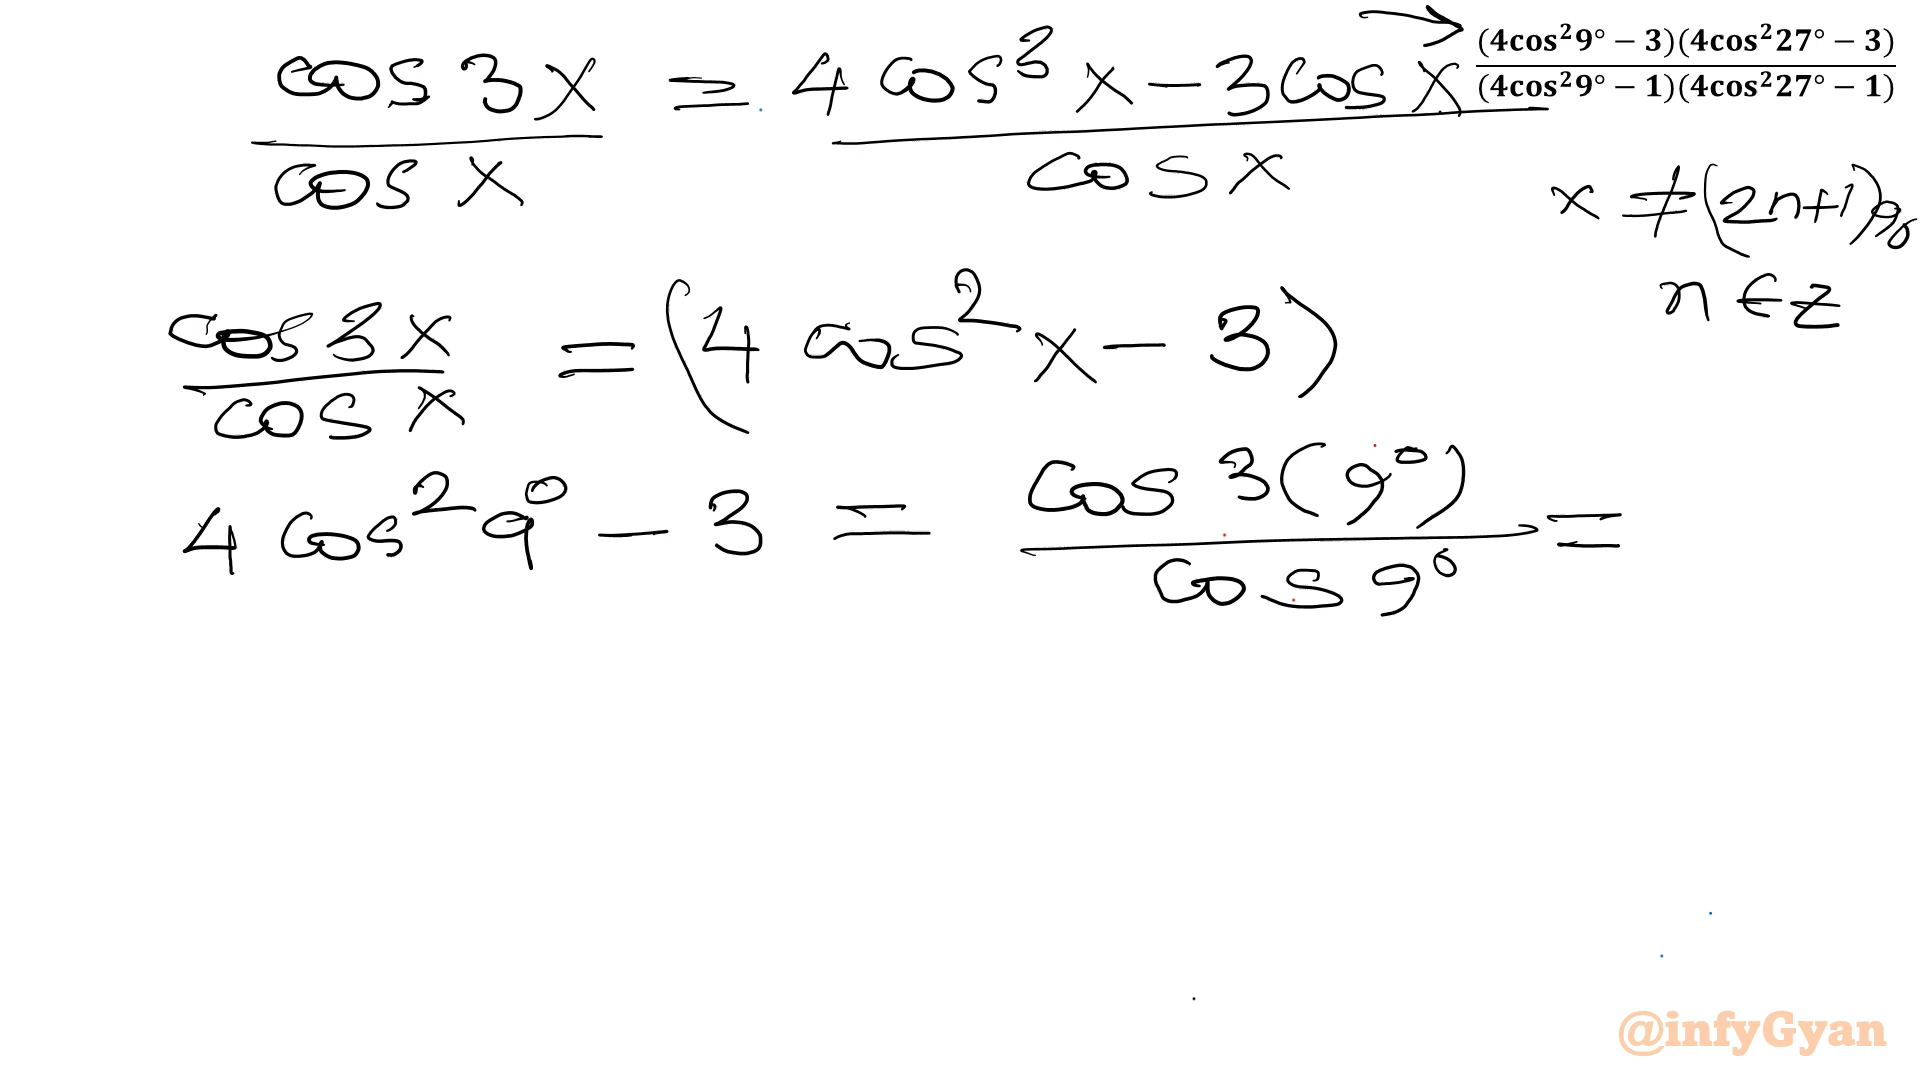 cos 3x / cos x = 4 cos³ x − 3 cos x / cos x
→ (4cos²9° − 3)(4cos²27° − 3) / (4cos²9° − 1)(4cos²27° − 1)
x ≠ (2n+1)90
n ∈ z
cos 3x / cos x = (4 cos² x − 3)
4 cos² 9° − 3 = cos 3(9°) / cos 9° =
@infyGyan